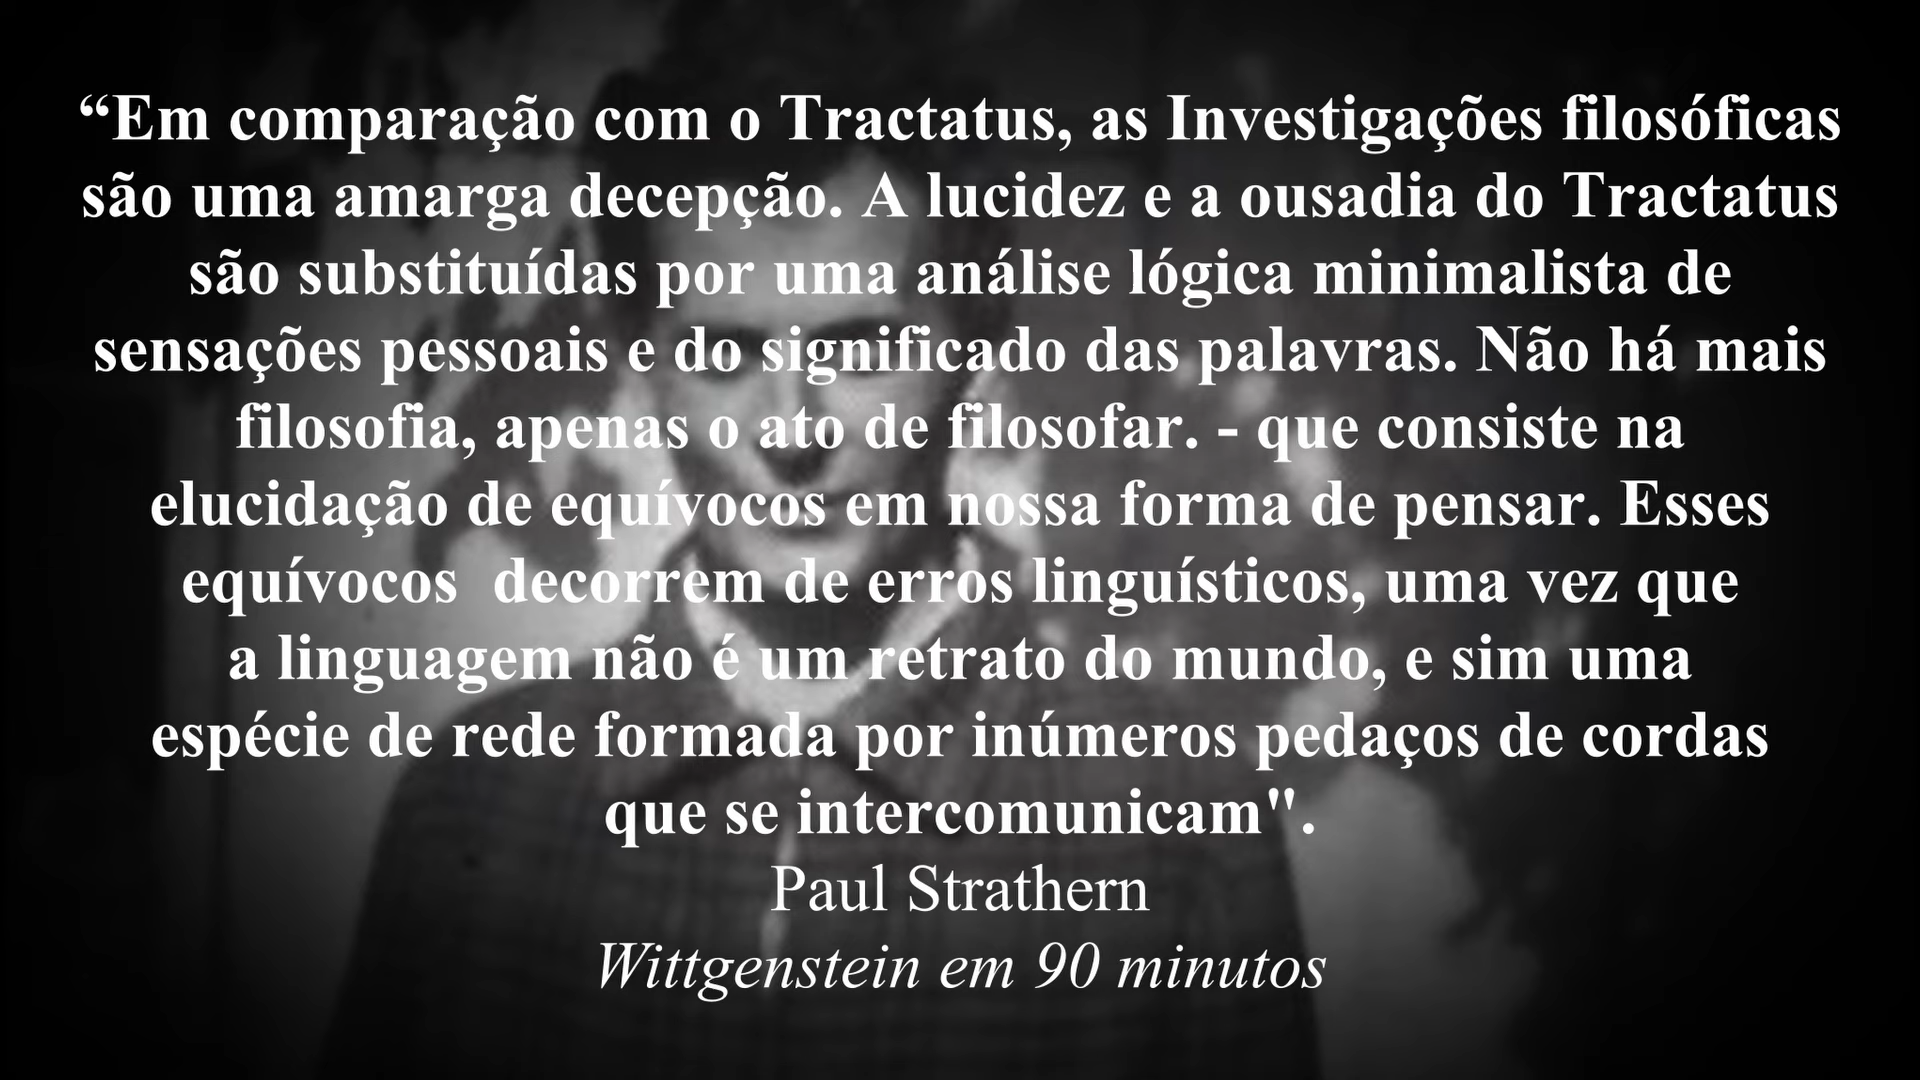 “Em comparação com o Tractatus, as Investigações filosóficas
são uma amarga decepção. A lucidez e a ousadia do Tractatus
são substituídas por uma análise lógica minimalista de
sensações pessoais e do significado das palavras. Não há mais
filosofia, apenas o ato de filosofar. - que consiste na
elucidação de equívocos em nossa forma de pensar. Esses
equívocos  decorrem de erros linguísticos, uma vez que
a linguagem não é um retrato do mundo, e sim uma
espécie de rede formada por inúmeros pedaços de cordas
que se intercomunicam".
Paul Strathern
Wittgenstein em 90 minutos